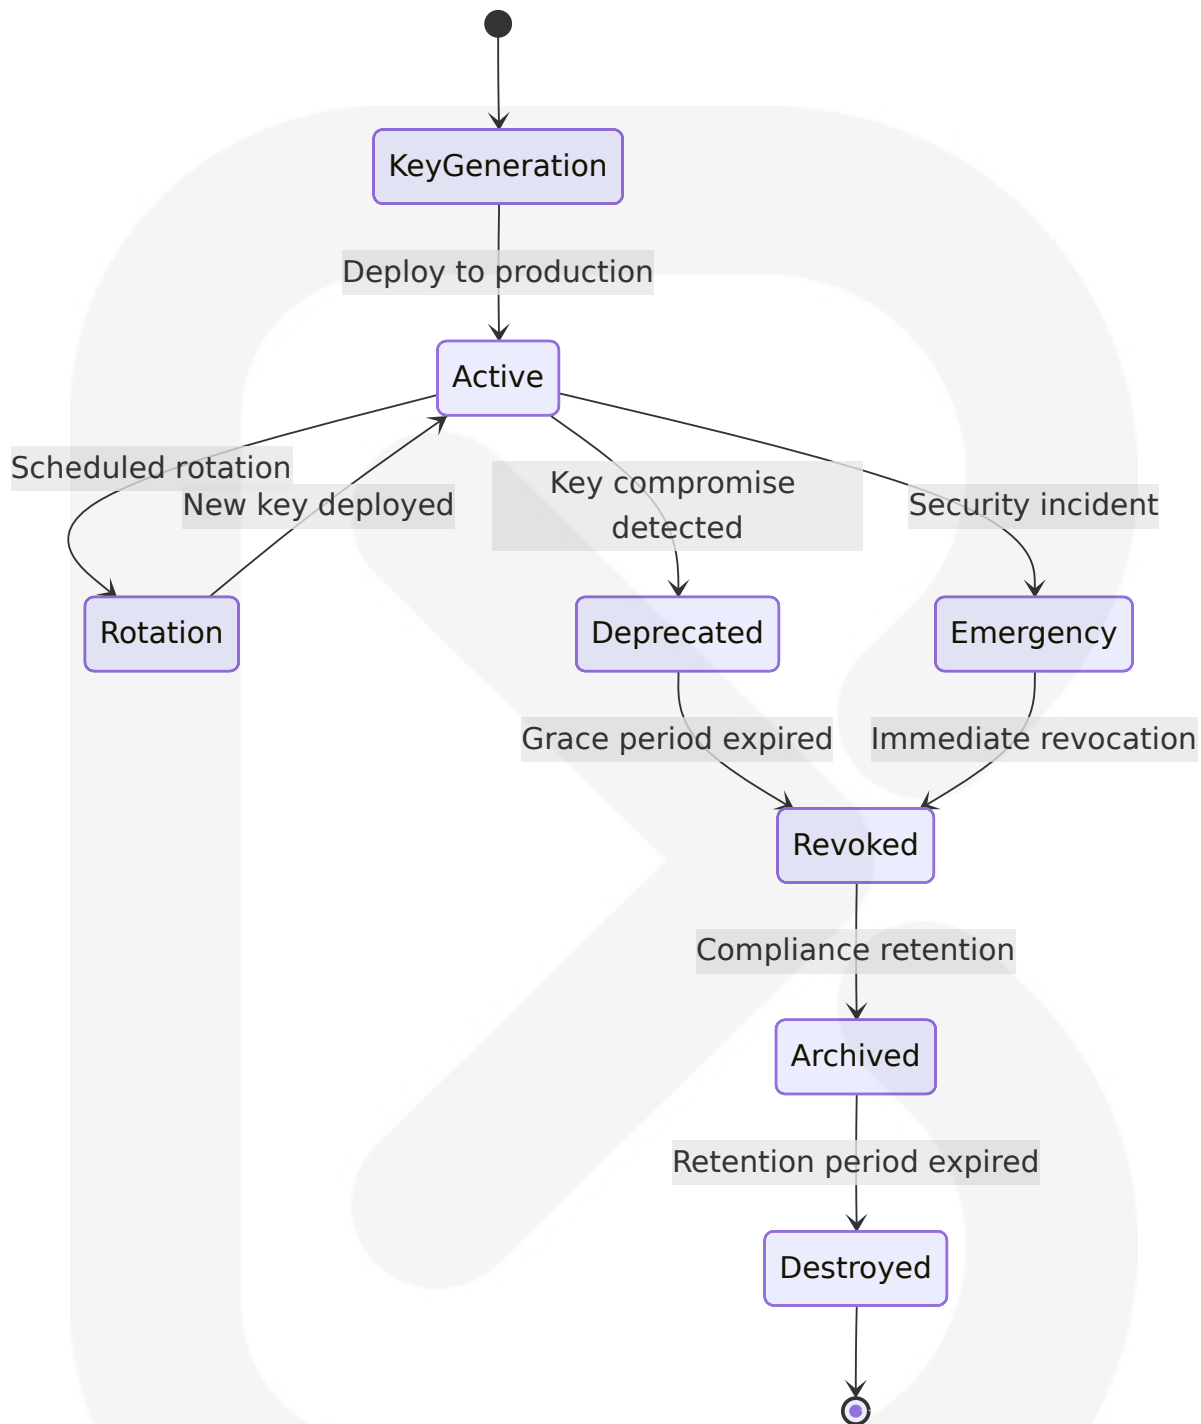 KeyGeneration
Deploy to production
Active
Scheduled rotation
New key deployed
Key compromise
detected
Security incident
Rotation
Deprecated
Emergency
Grace period expired
Immediate revocation
Revoked
Compliance retention
Archived
Retention period expired
Destroyed